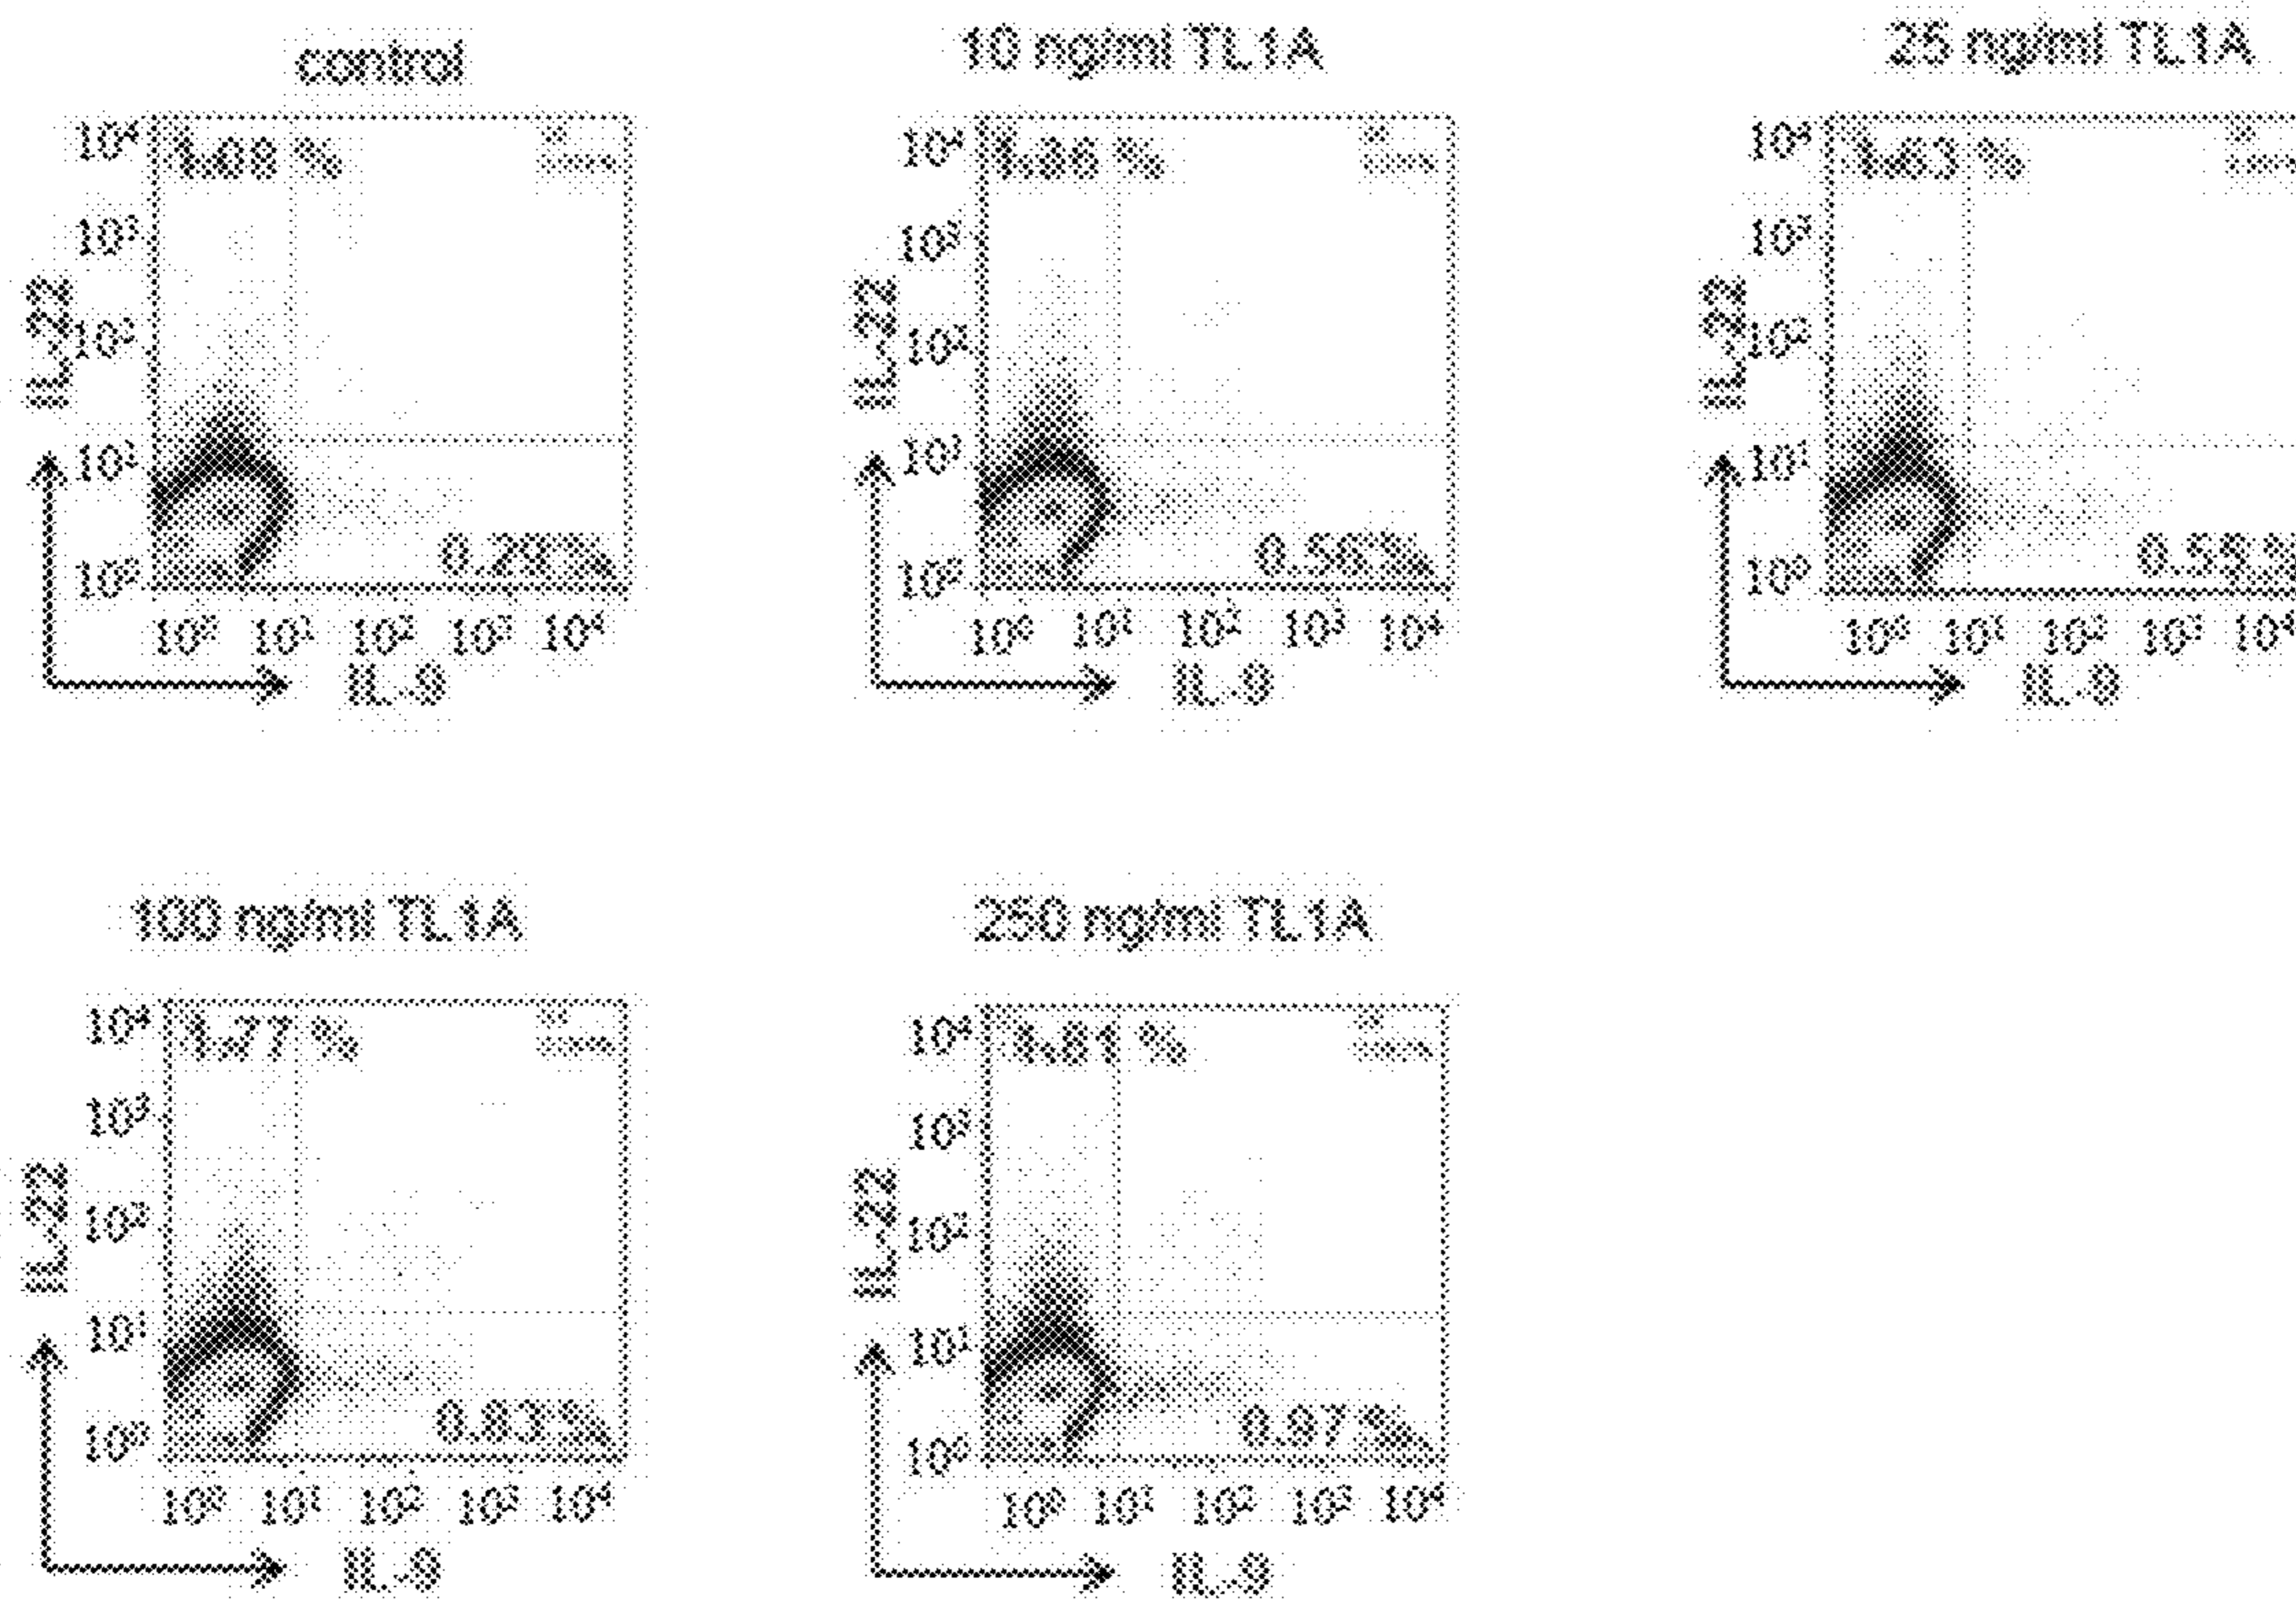 control
10 ng/ml TL1A
25 ng/ml TL1A
10⁴ 1.08 %
10³
10²
10¹
10⁰
IL-22
0.29%
10⁰ 10¹ 10² 10³ 10⁴
IL-9
10⁴ 1.36 %
10³
10²
10¹
10⁰
IL-22
0.56%
10⁰ 10¹ 10² 10³ 10⁴
IL-9
10⁴ 1.63 %
10³
10²
10¹
10⁰
IL-22
10⁰ 10¹ 10² 10³ 10⁴
IL-9
100 ng/ml TL1A
250 ng/ml TL1A
10⁴ 1.77 %
10³
10²
10¹
10⁰
IL-22
0.83%
10⁰ 10¹ 10² 10³ 10⁴
IL-9
10⁴ 1.81 %
10³
10²
10¹
10⁰
IL-22
0.97%
10⁰ 10¹ 10² 10³ 10⁴
IL-9